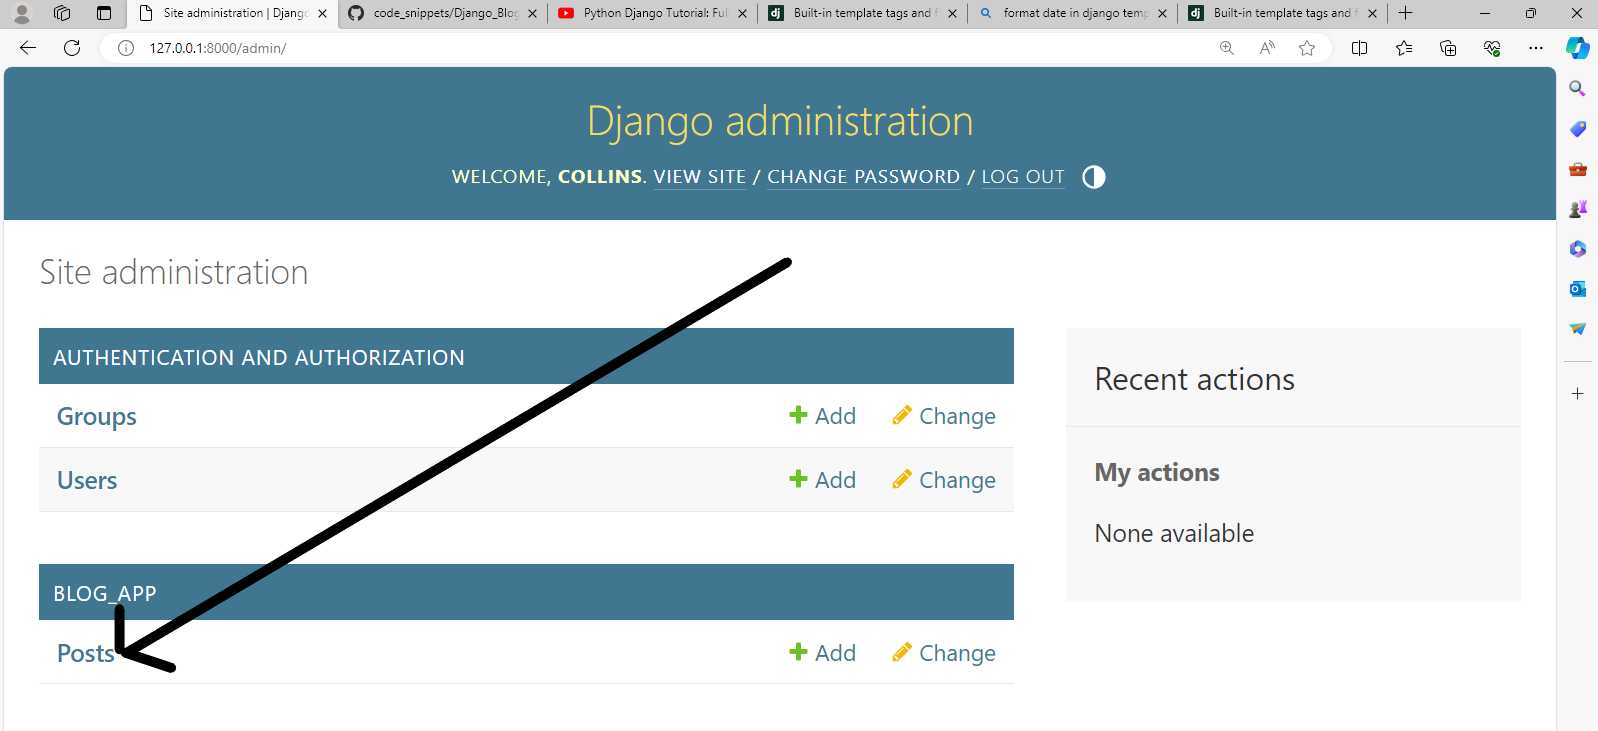 Site administration | Djang
code_snippets/Django_Blog
Python Django Tutorial: Ful
Built-in template tags and f
format date in django temp
Built-in template tags and f
127.0.0.1:8000/admin/
Django administration
WELCOME, COLLINS. VIEW SITE / CHANGE PASSWORD / LOG OUT
Site administration
AUTHENTICATION AND AUTHORIZATION
Groups Add Change
Users Add Change
BLOG_APP
Posts Add Change
Recent actions
My actions
None available